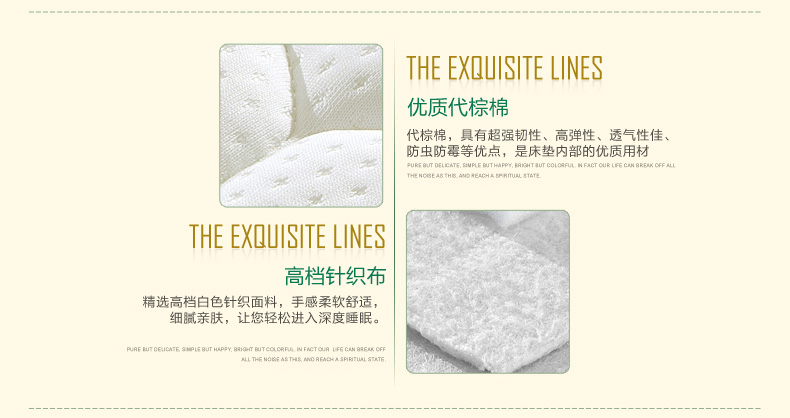 THE EXQUISITE LINES
优质代棕棉
代棕棉，具有超强韧性、高弹性、透气性佳、
防虫防霉等优点，是床垫内部的优质用材
PURE BUT DELICATE, SIMPLE BUT HAPPY, BRIGHT BUT COLORFUL. IN FACT OUR LIFE CAN BREAK OFF ALL
THE NOISE AS THIS, AND REACH A SPIRITUAL STATE.
THE EXQUISITE LINES
高档针织布
精选高档白色针织面料，手感柔软舒适，
细腻亲肤，让您轻松进入深度睡眠。
PURE BUT DELICATE, SIMPLE BUT HAPPY, BRIGHT BUT COLORFUL. IN FACT OUR LIFE CAN BREAK OFF
ALL THE NOISE AS THIS, AND REACH A SPIRITUAL STATE.